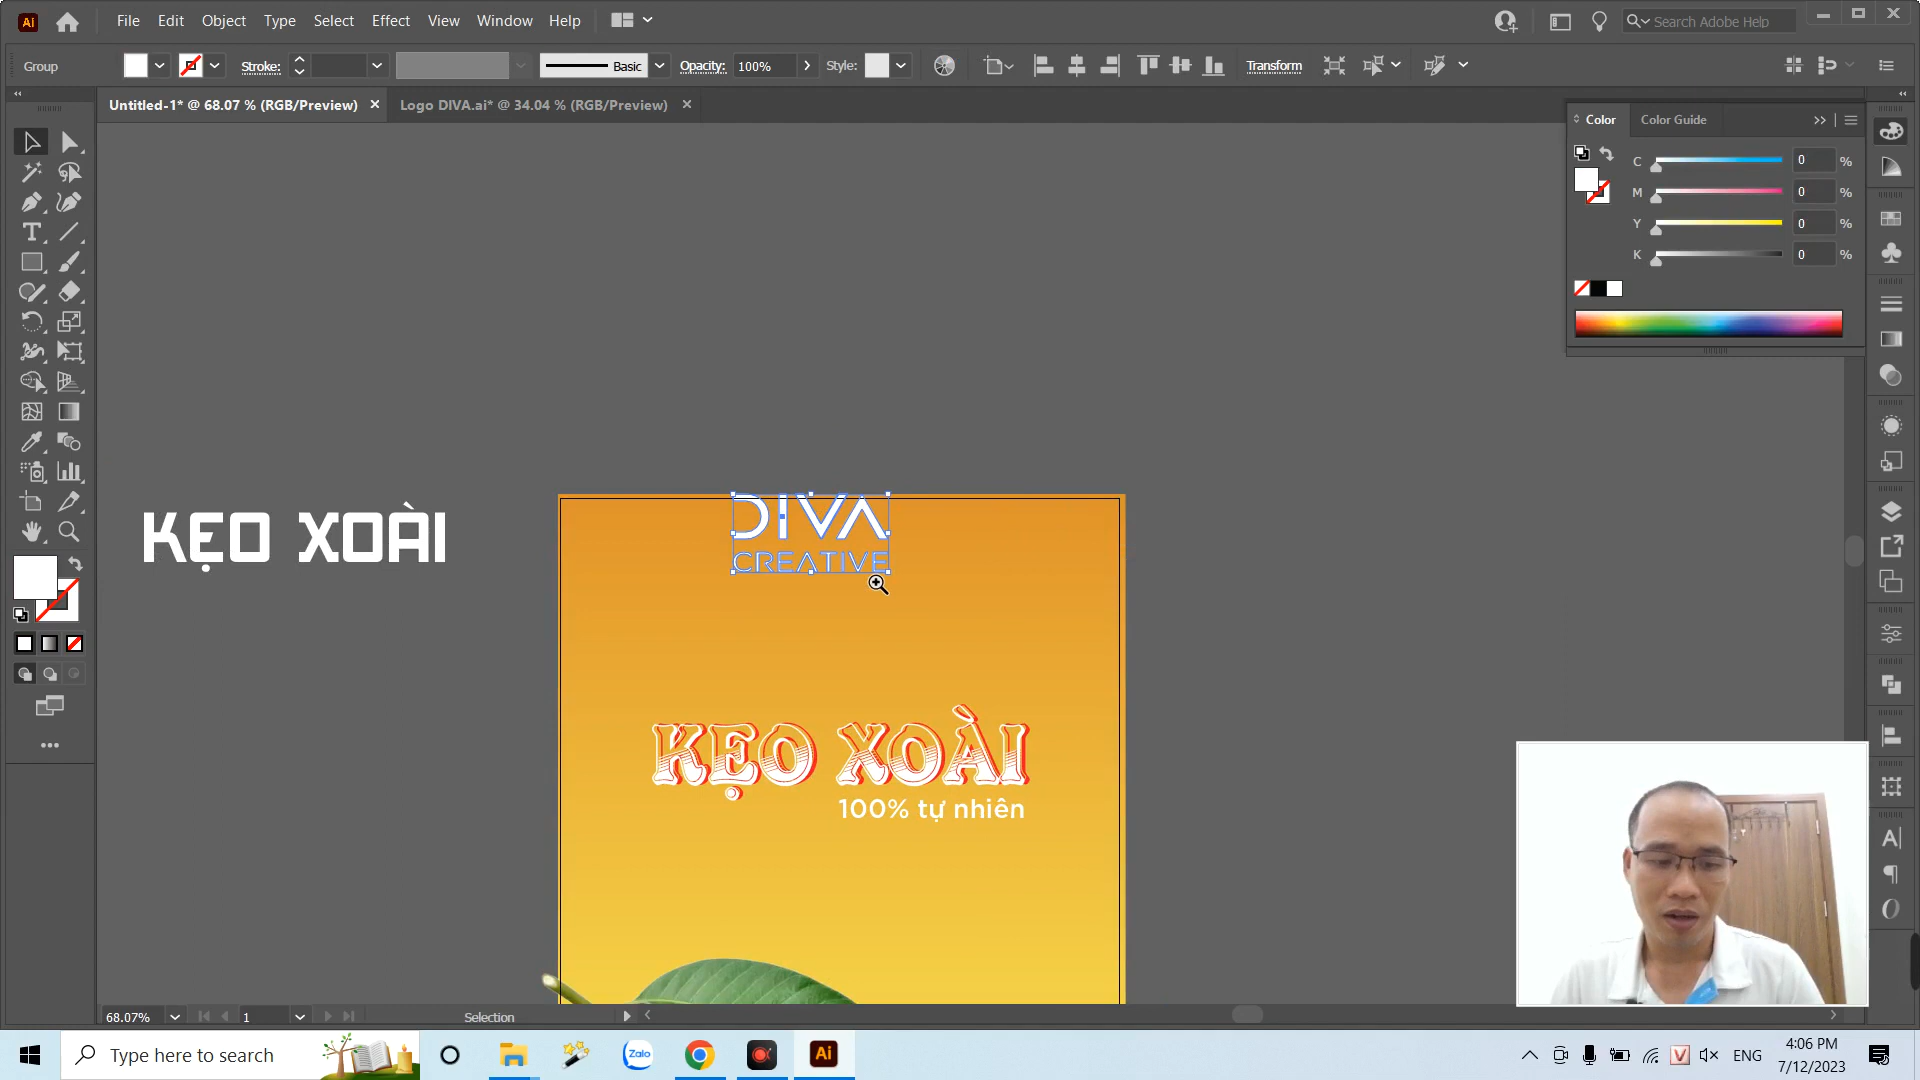 Ai File Edit Object Type Select Effect View Window Help Search Adobe Help
Group Stroke: Basic Opacity: 100% Style: Transform
Untitled-1* @ 68.07 % (RGB/Preview) Logo DIVA.ai* @ 34.04 % (RGB/Preview)
Color Color Guide
C 0 %
M 0 %
Y 0 %
K 0 %
DIVA
CREATIVE
KẸO XOÀI
KẸO XOÀI
100% tự nhiên
68.07% 1 Selection
Type here to search Zalo Ai V ENG
4:06 PM
7/12/2023